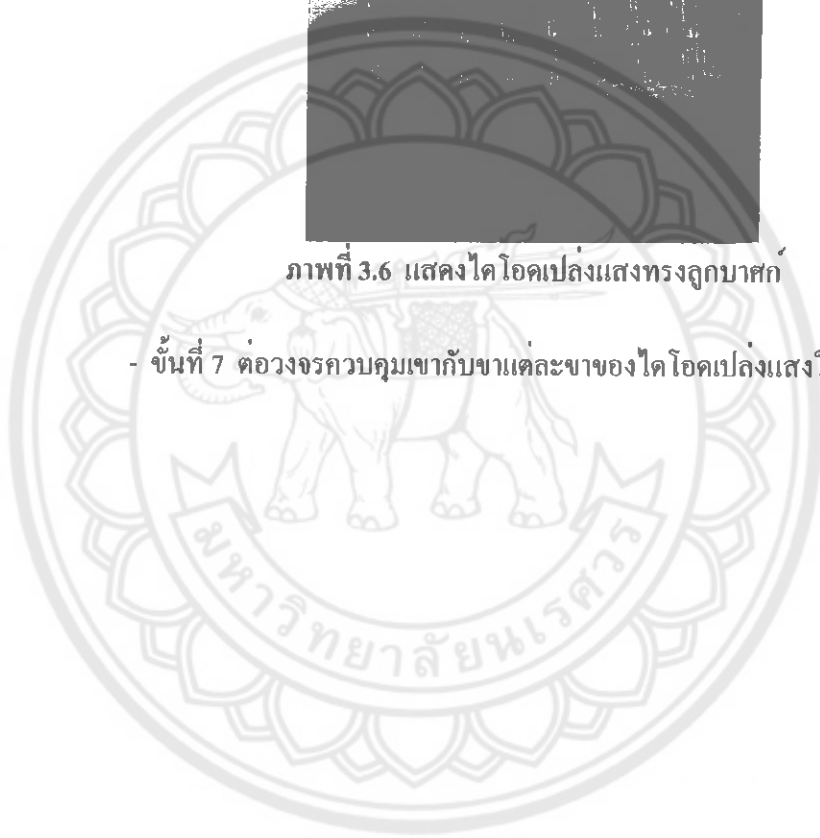 ภาพที่ 3.6 แสดงไดโอดเปล่งแสงทรงลูกบาศก์
- ขั้นที่ 7 ต่อวงจรควบคุมเขากับขาแต่ละขาของไดโอดเปล่งแสง
มหาวิทยาลัยนเรศวร